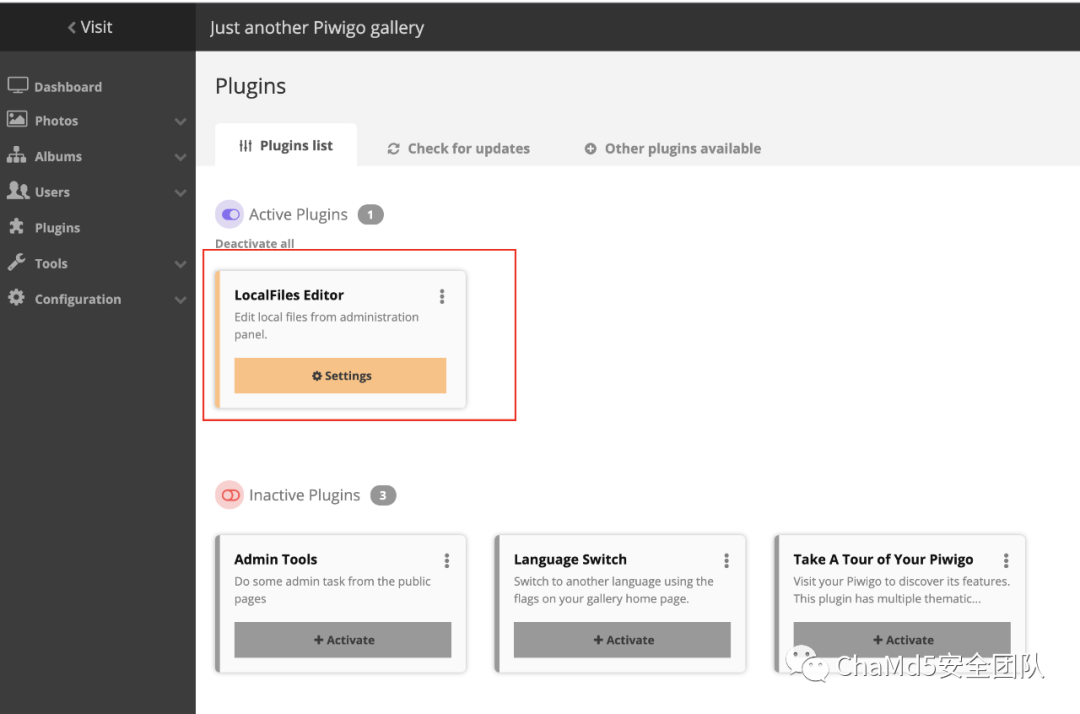 Visit
Just another Piwigo gallery
Dashboard
Photos
Albums
Users
Plugins
Tools
Configuration
Plugins
Plugins list
Check for updates
Other plugins available
Active Plugins 1
Deactivate all
LocalFiles Editor
Edit local files from administration
panel.
Settings
Inactive Plugins 3
Admin Tools
Do some admin task from the public
pages
+ Activate
Language Switch
Switch to another language using the
flags on your gallery home page.
+ Activate
Take A Tour of Your Piwigo
Visit your Piwigo to discover its features.
This plugin has multiple thematic...
+ Activate
ChaMd5安全团队